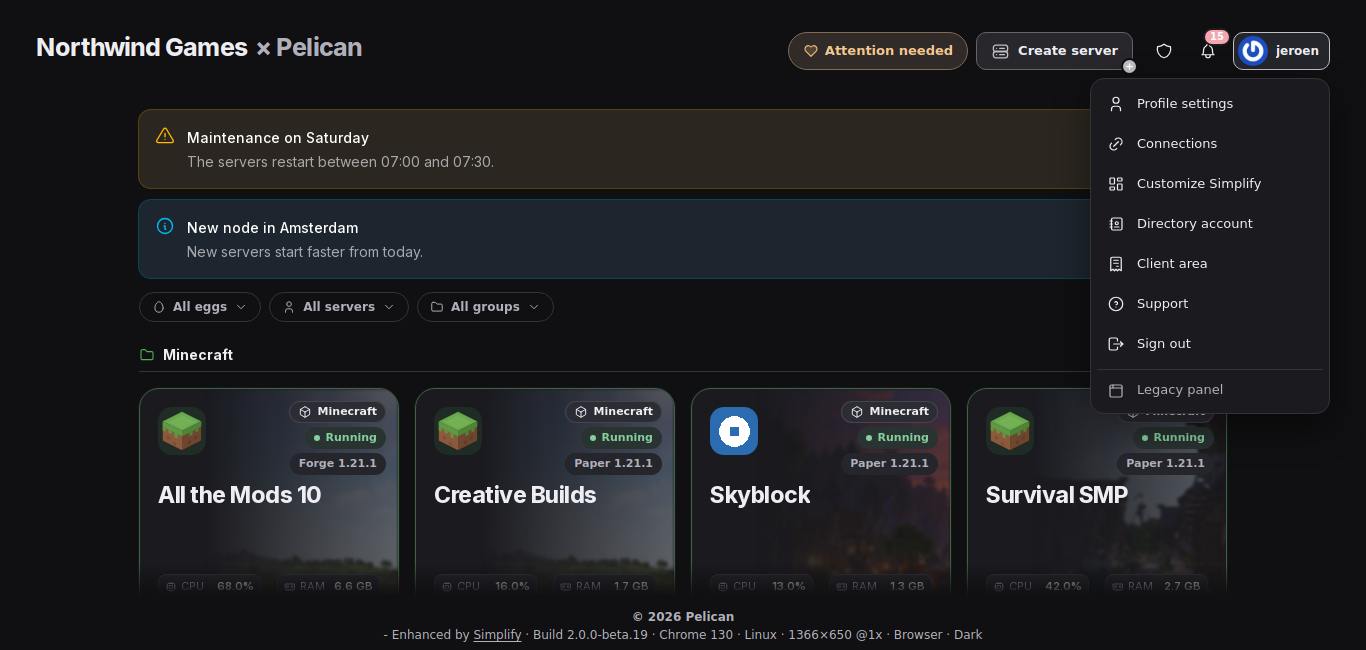 Northwind Games × Pelican
Attention needed
Create server
15
jeroen
Profile settings
Connections
Customize Simplify
Directory account
Client area
Support
Sign out
Legacy panel
Maintenance on Saturday
The servers restart between 07:00 and 07:30.
New node in Amsterdam
New servers start faster from today.
All eggs
All servers
All groups
Minecraft
Minecraft
Running
Forge 1.21.1
All the Mods 10
CPU 68.0% RAM 6.6 GB
Minecraft
Running
Paper 1.21.1
Creative Builds
CPU 16.0% RAM 1.7 GB
Minecraft
Running
Paper 1.21.1
Skyblock
CPU 13.0% RAM 1.3 GB
Minecraft
Running
Paper 1.21.1
Survival SMP
CPU 42.0% RAM 2.7 GB
© 2026 Pelican
- Enhanced by Simplify · Build 2.0.0-beta.19 · Chrome 130 · Linux · 1366×650 @1x · Browser · Dark